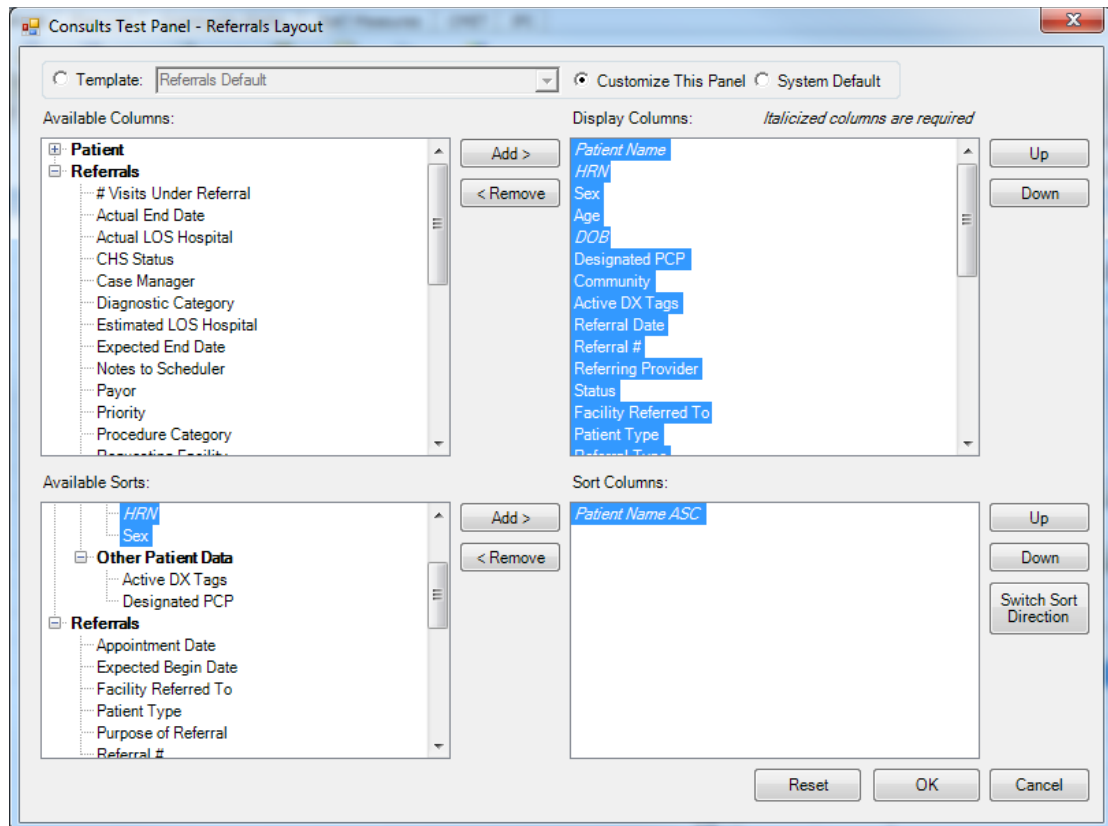 Consults Test Panel - Referrals Layout
Template: Referrals Default Customize This Panel System Default
Available Columns:
Patient
Referrals
# Visits Under Referral
Actual End Date
Actual LOS Hospital
CHS Status
Case Manager
Diagnostic Category
Estimated LOS Hospital
Expected End Date
Notes to Scheduler
Payor
Priority
Procedure Category
Requesting Facility
Add >
< Remove
Display Columns: Italicized columns are required
Patient Name
HRN
Sex
Age
DOB
Designated PCP
Community
Active DX Tags
Referral Date
Referral #
Referring Provider
Status
Facility Referred To
Patient Type
Referral Type
Up
Down
Available Sorts:
HRN
Sex
Other Patient Data
Active DX Tags
Designated PCP
Referrals
Appointment Date
Expected Begin Date
Facility Referred To
Patient Type
Purpose of Referral
Referral #
Add >
< Remove
Sort Columns:
Patient Name ASC
Up
Down
Switch Sort
Direction
Reset OK Cancel